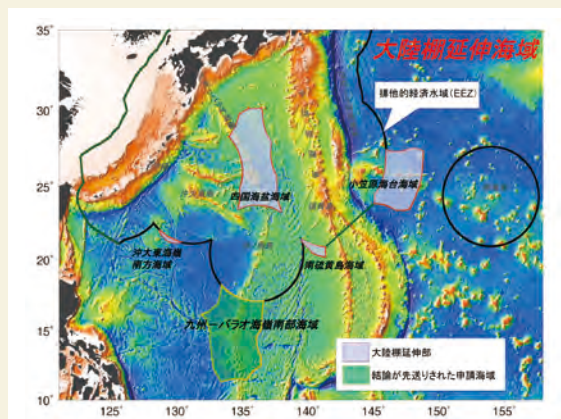 大陸棚延伸海域
35°
30°
25°
20°
15°
10°
排他的経済水域(EEZ)
四国海盆海域
小笠原海台海域
沖大東海嶺
南方海域
南硫黄島海域
九州－パラオ海嶺南部海域
大陸棚延伸部
結論が先送りされた申請海域
125°
130°
135°
140°
145°
150°
155°